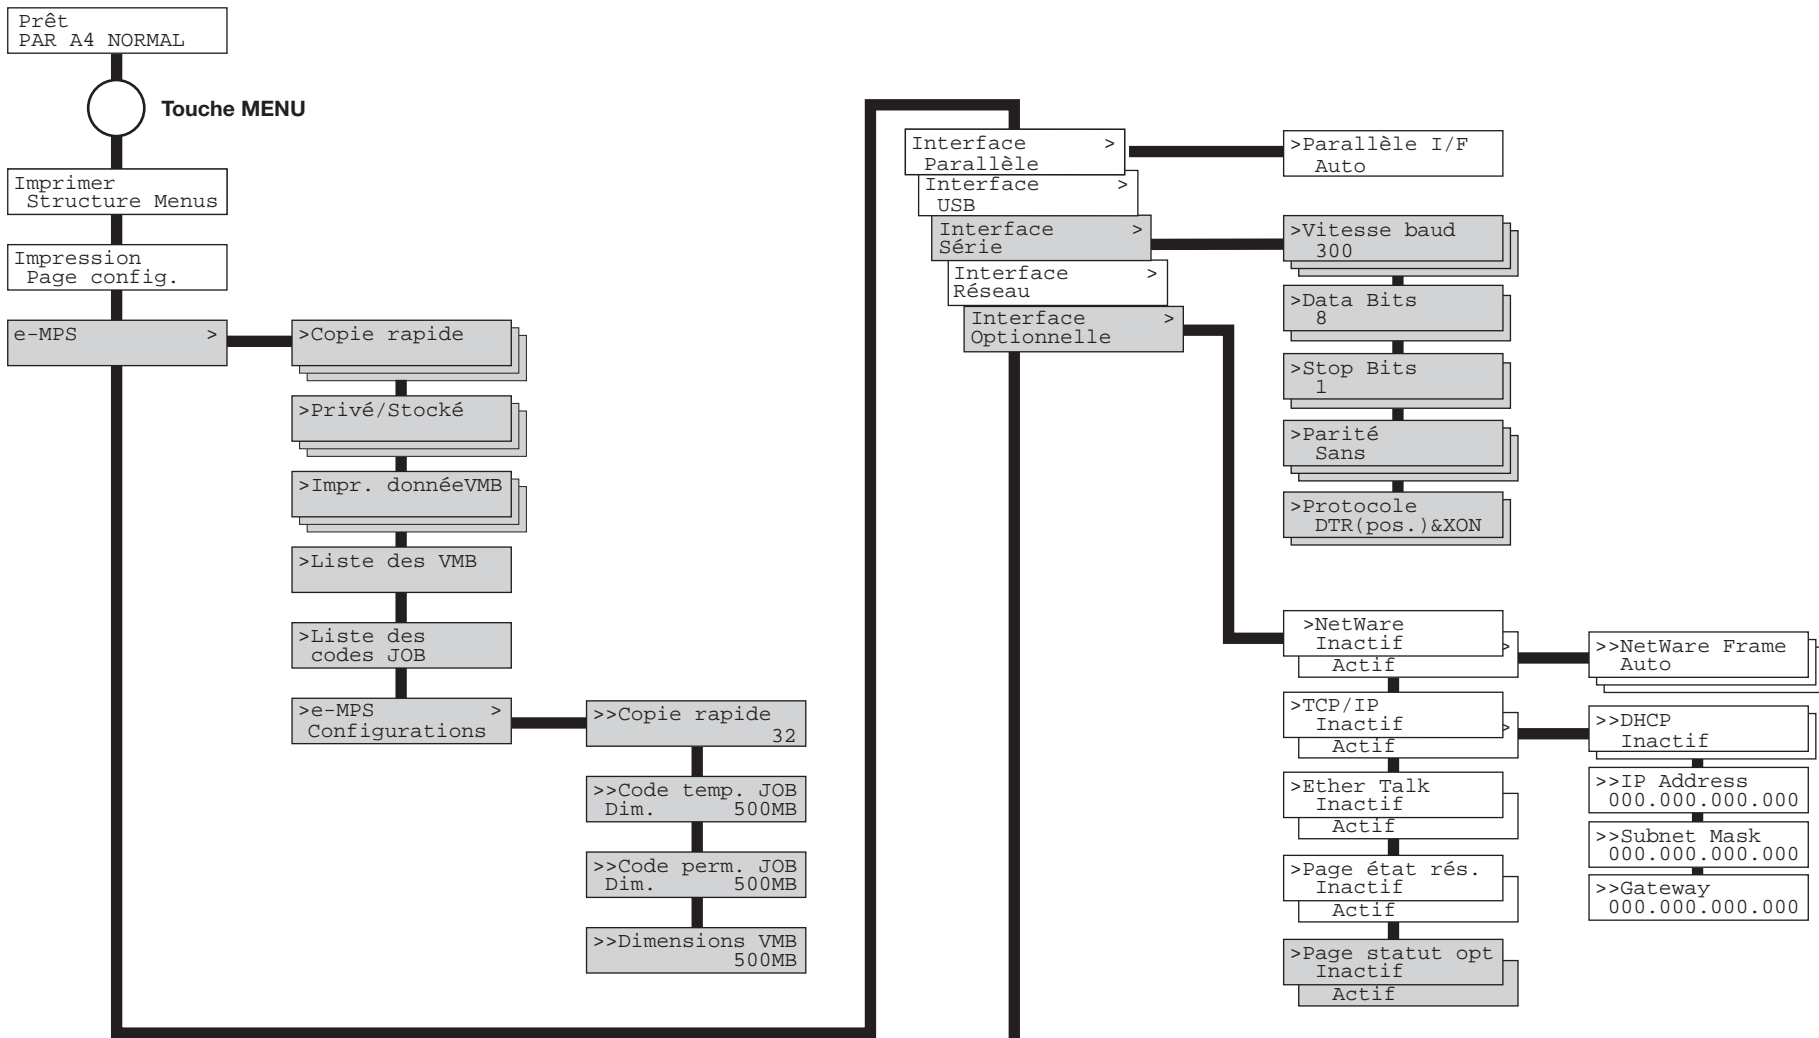 Prêt
PAR A4 NORMAL
Touche MENU
Imprimer
Structure Menus
Impression
Page config.
e-MPS >
>Copie rapide
>Privé/Stocké
>Impr. donnéeVMB
>Liste des VMB
>Liste des
codes JOB
>e-MPS >
Configurations
>>Copie rapide
32
>>Code temp. JOB
Dim. 500MB
>>Code perm. JOB
Dim. 500MB
>>Dimensions VMB
500MB
Interface >
Parallèle
Interface >
USB
Interface >
Série
Interface >
Réseau
Interface >
Optionnelle
>Parallèle I/F
Auto
>Vitesse baud
300
>Data Bits
8
>Stop Bits
1
>Parité
Sans
>Protocole
DTR(pos.)&XON
>NetWare
Inactif
>
Actif
>>NetWare Frame
Auto
>TCP/IP
Inactif
>
Actif
>>DHCP
Inactif
>>IP Address
000.000.000.000
>>Subnet Mask
000.000.000.000
>>Gateway
000.000.000.000
>Ether Talk
Inactif
Actif
>Page état rés.
Inactif
Actif
>Page statut opt
Inactif
Actif